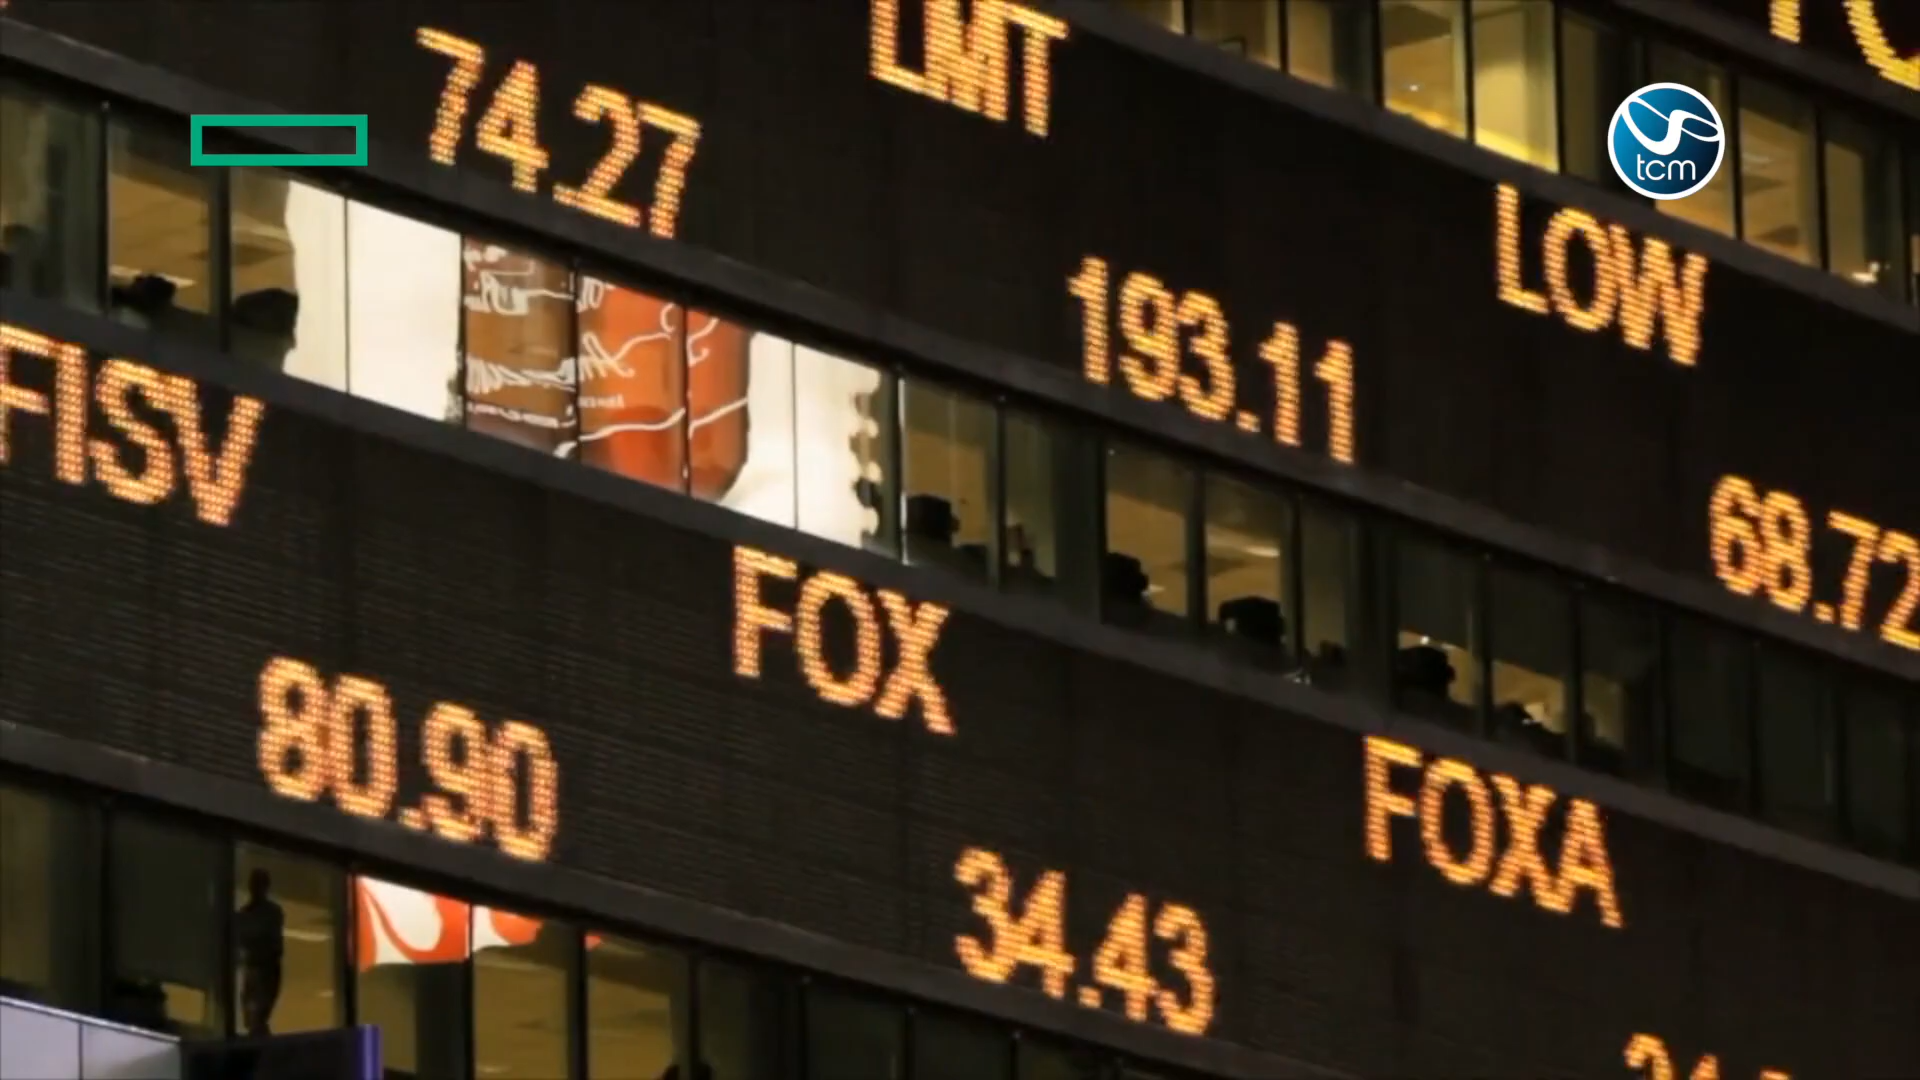 74.27
LMT
193.11
LOW
68.72
FISV
80.90
FOX
34.43
FOXA
tcm